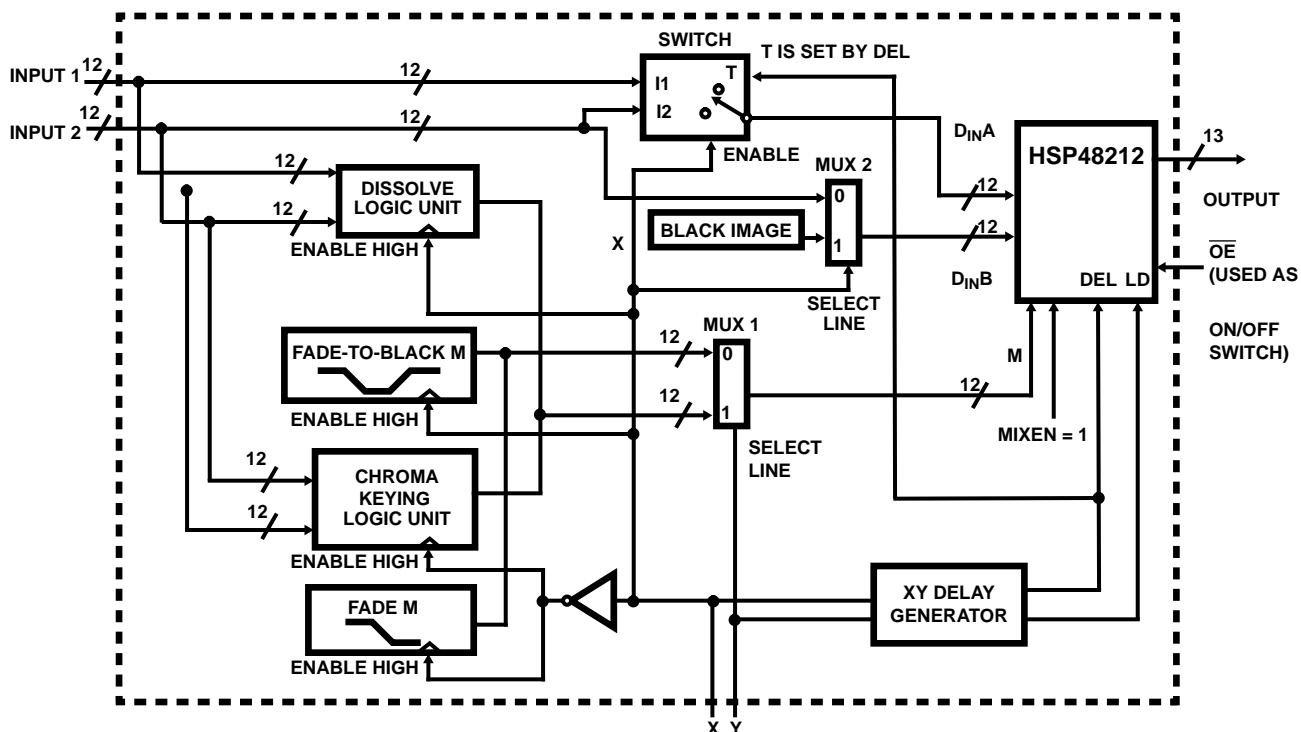 SWITCH
T IS SET BY DEL
INPUT 1
12
12
T
I1
INPUT 2
12
12
I2
ENABLE
DINA
HSP48212
13
OUTPUT
12
12
DISSOLVE
LOGIC UNIT
ENABLE HIGH
X
MUX 2
0
1
BLACK IMAGE
12
12
DINB
SELECT
LINE
DEL LD
OE
(USED AS
ON/OFF
SWITCH)
FADE-TO-BLACK M
ENABLE HIGH
12
12
MUX 1
0
1
SELECT
LINE
12
M
MIXEN = 1
12
12
CHROMA
KEYING
LOGIC UNIT
ENABLE HIGH
FADE M
ENABLE HIGH
XY DELAY
GENERATOR
X Y